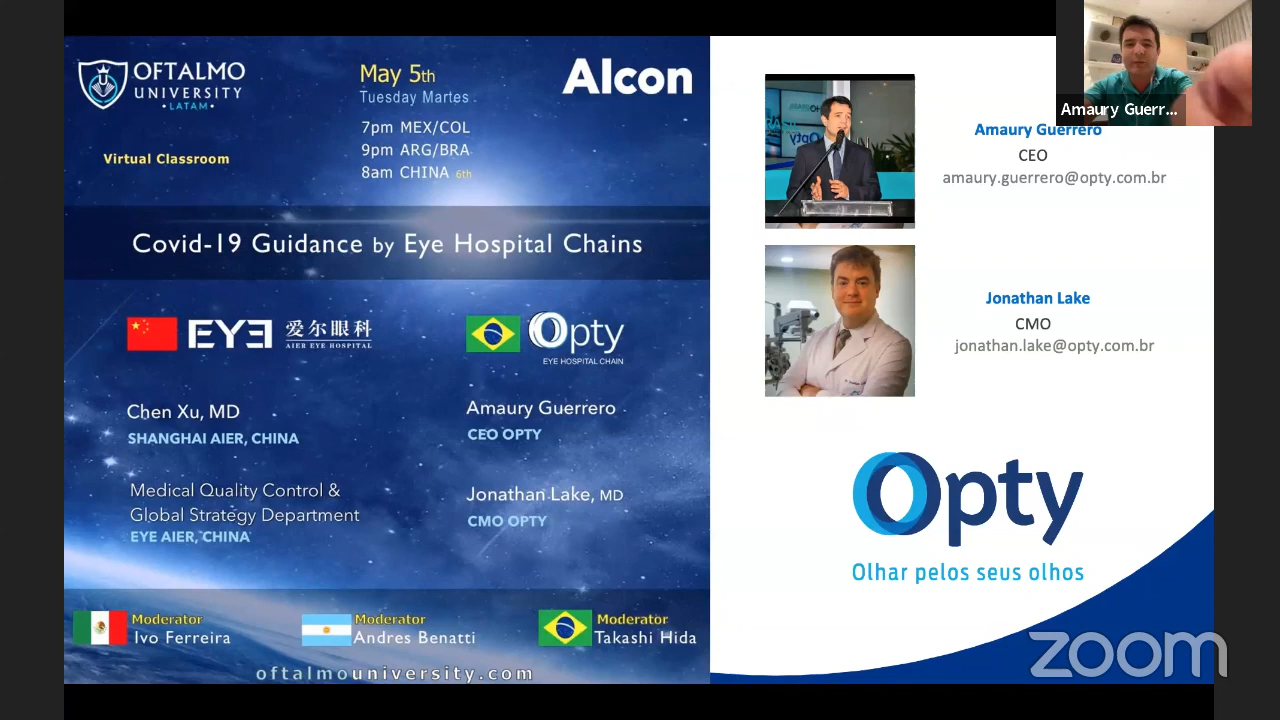 OFTALMO
UNIVERSITY
• LATAM •
May 5th
Tuesday Martes
Alcon
7pm MEX/COL
9pm ARG/BRA
8am CHINA 6th
Virtual Classroom
Covid-19 Guidance by Eye Hospital Chains
EYE 爱尔眼科
AIER EYE HOSPITAL
Opty
EYE HOSPITAL CHAIN
Chen Xu, MD
SHANGHAI AIER, CHINA
Amaury Guerrero
CEO OPTY
Medical Quality Control &
Global Strategy Department
EYE AIER, CHINA
Jonathan Lake, MD
CMO OPTY
Moderator
Ivo Ferreira
Moderator
Andres Benatti
Moderator
Takashi Hida
oftalmouniversity.com
Amaury Guerr...
Amaury Guerrero
CEO
amaury.guerrero@opty.com.br
Jonathan Lake
CMO
jonathan.lake@opty.com.br
Opty
Olhar pelos seus olhos
zoom